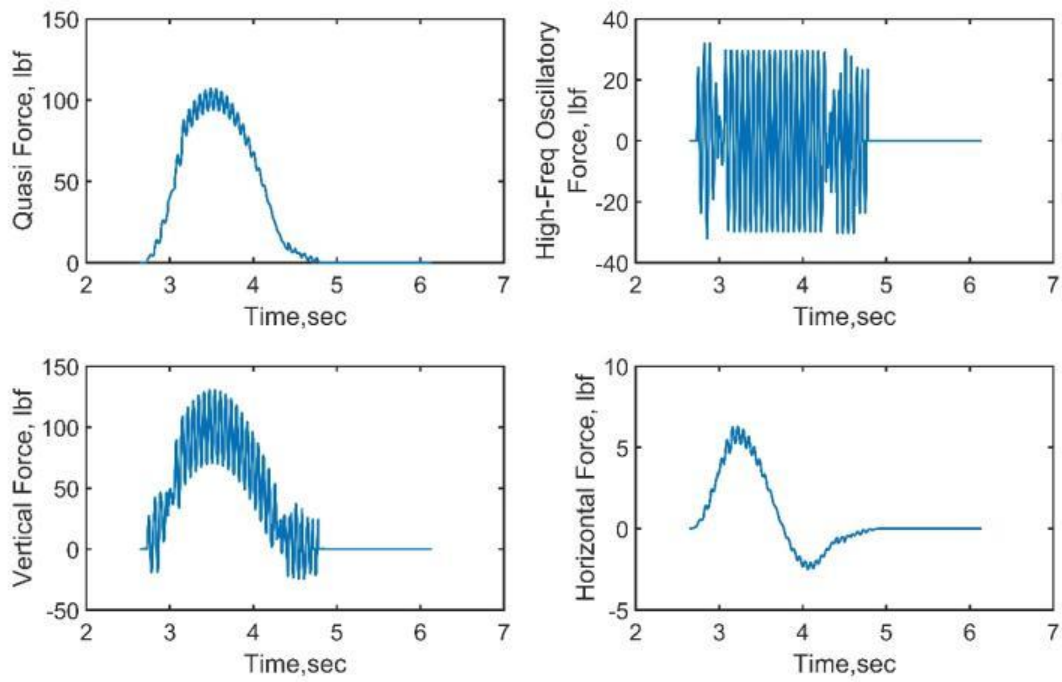 150
100
50
0
2 3 4 5 6 7
Quasi Force, lbf
Time,sec
40
20
0
-20
-40
2 3 4 5 6 7
High-Freq Oscillatory
Force, lbf
Time,sec
150
100
50
0
-50
2 3 4 5 6 7
Vertical Force, lbf
Time,sec
10
5
0
-5
2 3 4 5 6 7
Horizontal Force, lbf
Time,sec